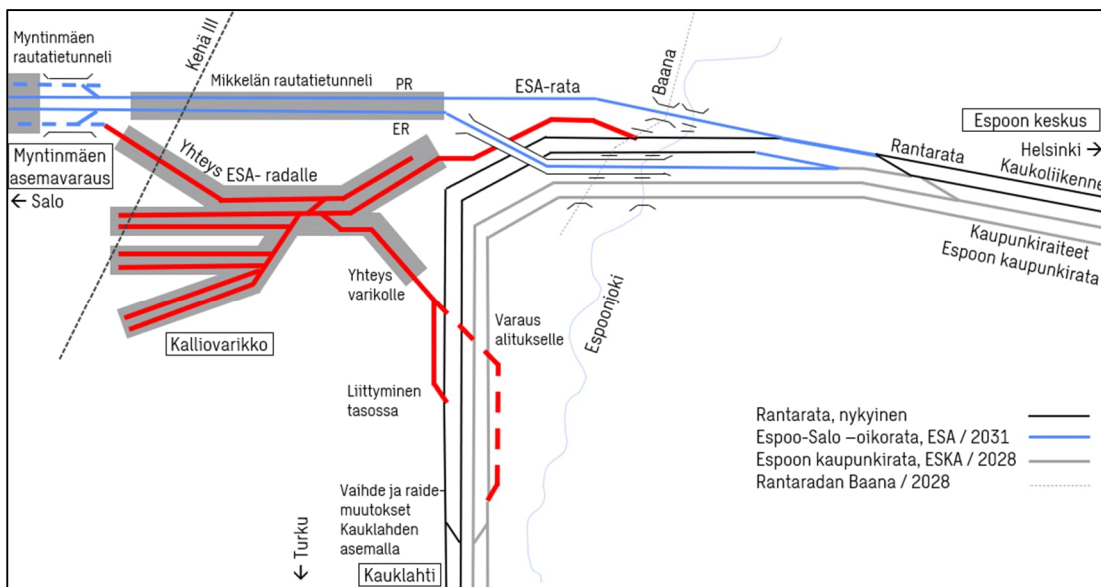 Myntinmäen
rautatietunneli
Kehä III
Mikkelän rautatietunneli
PR
ER
ESA-rata
Baana
Espoon keskus
Helsinki →
Rantarata
Kaukoliikenne
Myntinmäen
asemavaraus
← Salo
Yhteys
ESA- radalle
Kaupunkiraiteet
Espoon kaupunkirata
Yhteys
varikolle
Varaus
alitukselle
Espoonjoki
Kalliovarikko
Liittyminen
tasossa
Rantarata, nykyinen
Espoo-Salo –oikorata, ESA / 2031
Espoon kaupunkirata, ESKA / 2028
Rantaradan Baana / 2028
Vaihde ja raide-
muutokset
Kauklahden
asemalla
← Turku
Kauklahti